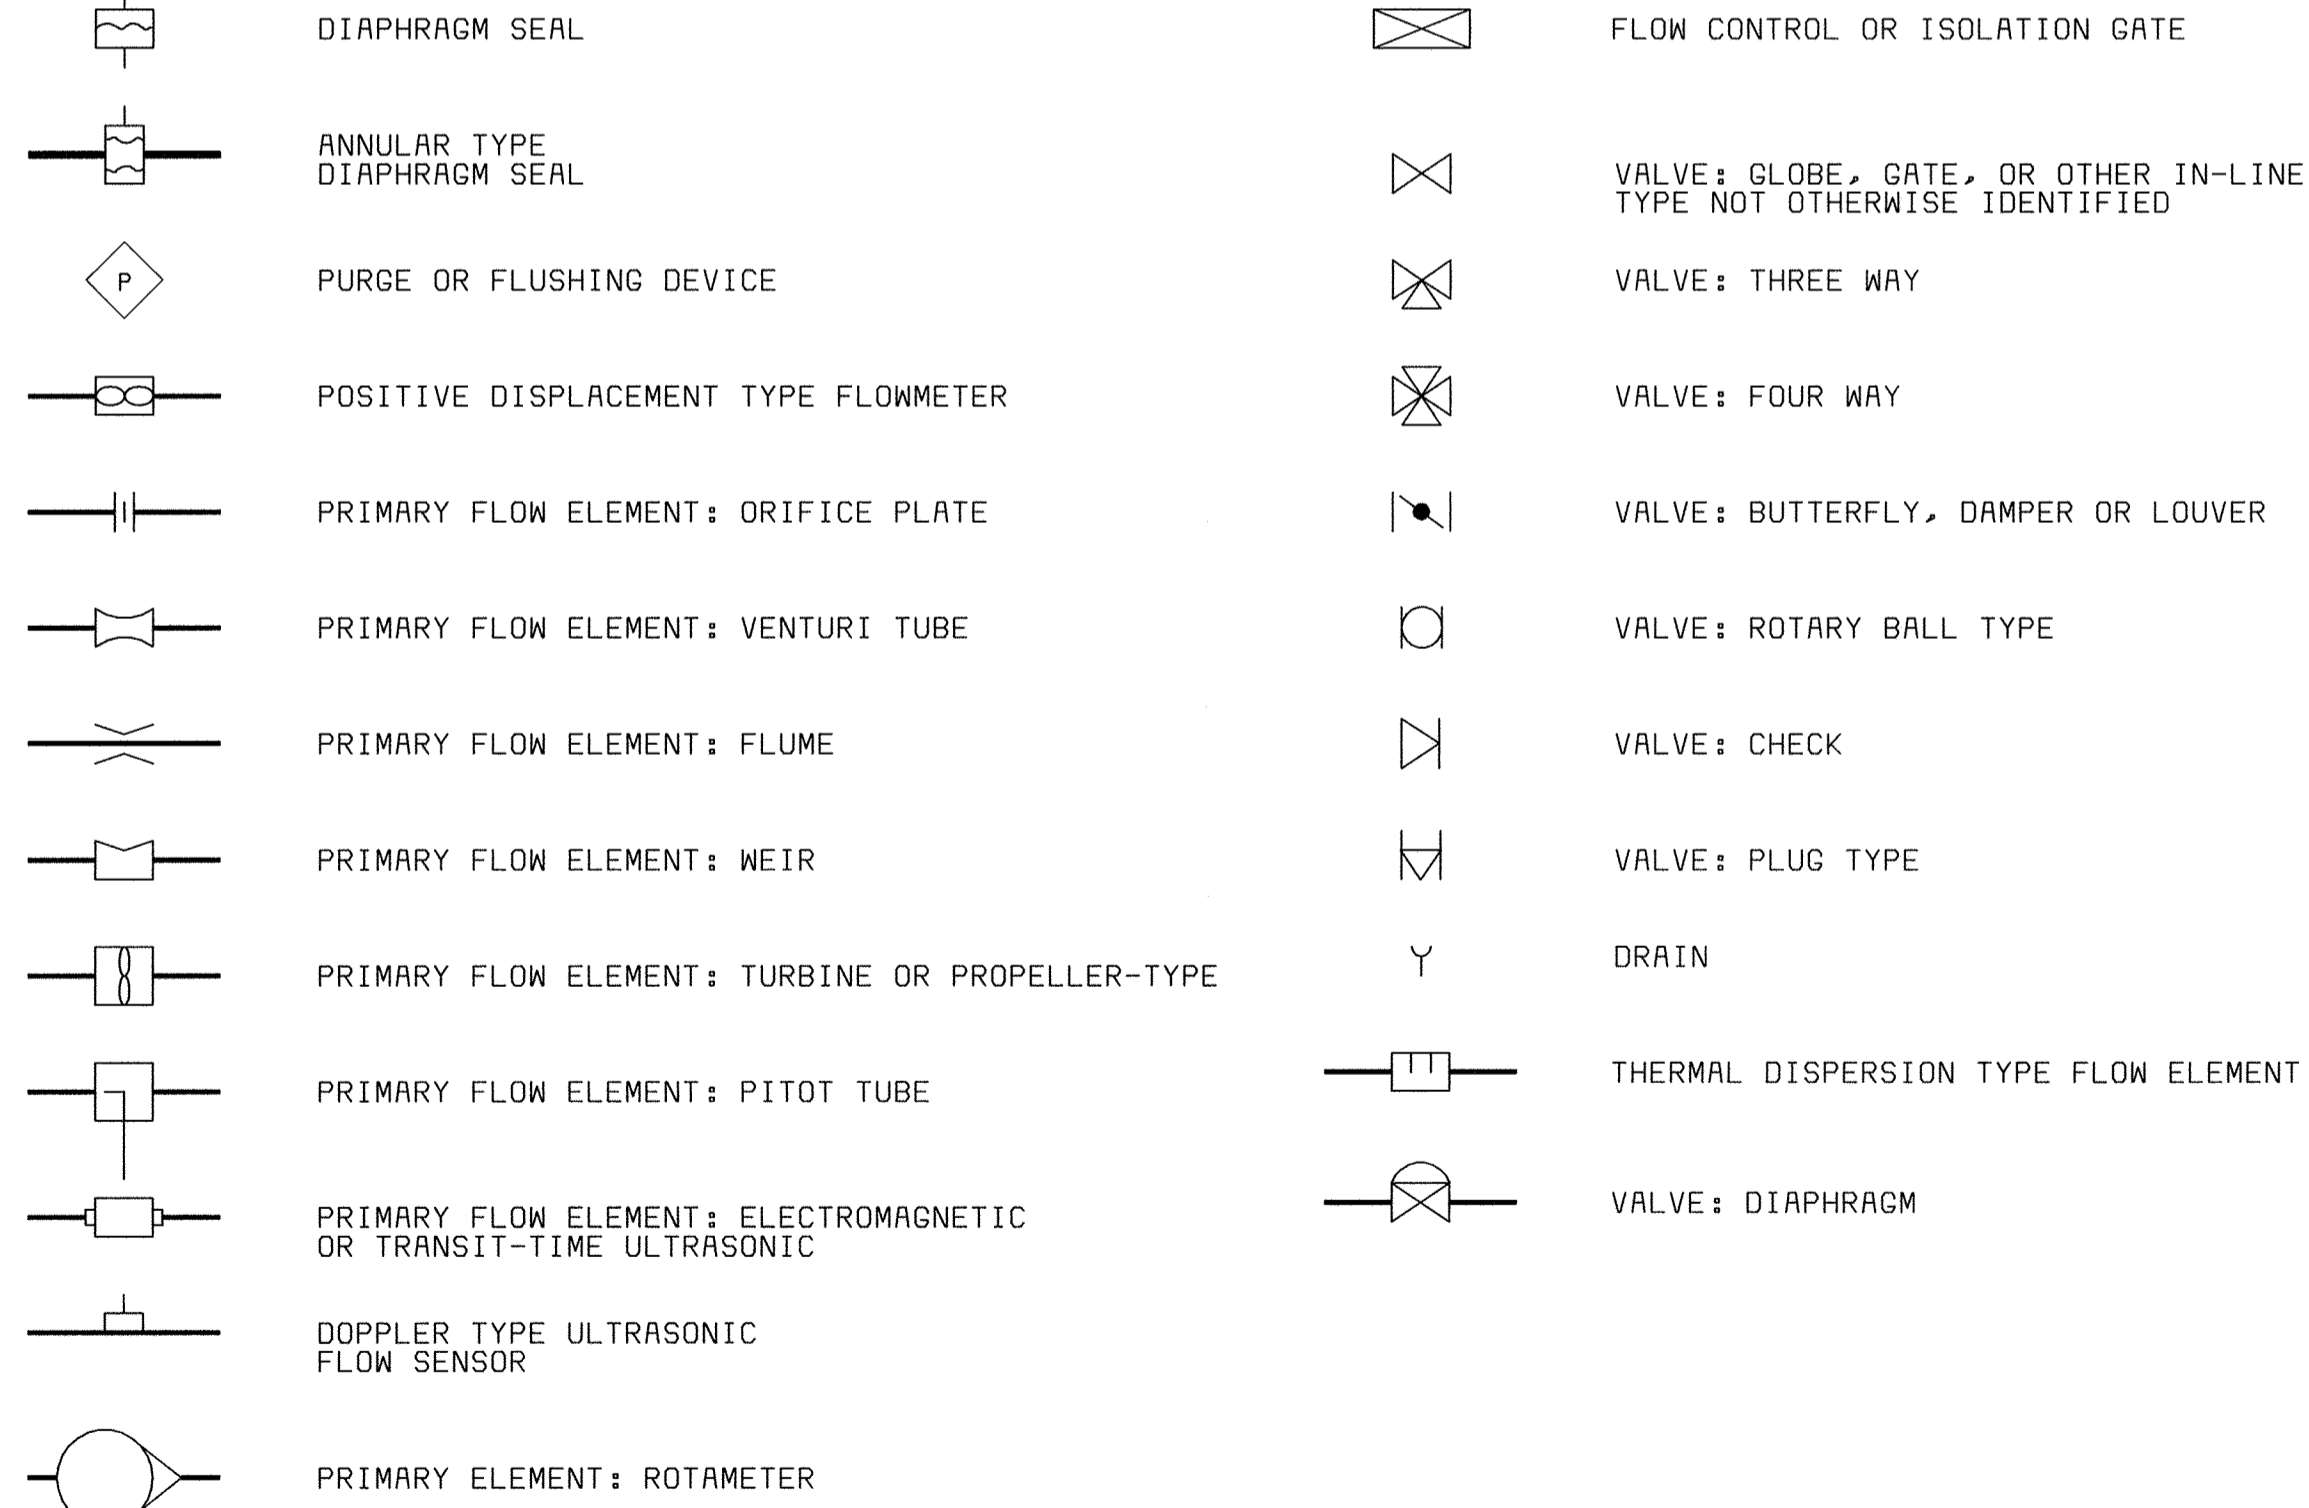 DIAPHRAGM SEAL
ANNULAR TYPE
DIAPHRAGM SEAL
P
PURGE OR FLUSHING DEVICE
POSITIVE DISPLACEMENT TYPE FLOWMETER
PRIMARY FLOW ELEMENT: ORIFICE PLATE
PRIMARY FLOW ELEMENT: VENTURI TUBE
PRIMARY FLOW ELEMENT: FLUME
PRIMARY FLOW ELEMENT: WEIR
PRIMARY FLOW ELEMENT: TURBINE OR PROPELLER-TYPE
PRIMARY FLOW ELEMENT: PITOT TUBE
PRIMARY FLOW ELEMENT: ELECTROMAGNETIC
OR TRANSIT-TIME ULTRASONIC
DOPPLER TYPE ULTRASONIC
FLOW SENSOR
PRIMARY ELEMENT: ROTAMETER
FLOW CONTROL OR ISOLATION GATE
VALVE: GLOBE, GATE, OR OTHER IN-LINE
TYPE NOT OTHERWISE IDENTIFIED
VALVE: THREE WAY
VALVE: FOUR WAY
VALVE: BUTTERFLY, DAMPER OR LOUVER
VALVE: ROTARY BALL TYPE
VALVE: CHECK
VALVE: PLUG TYPE
DRAIN
THERMAL DISPERSION TYPE FLOW ELEMENT
VALVE: DIAPHRAGM